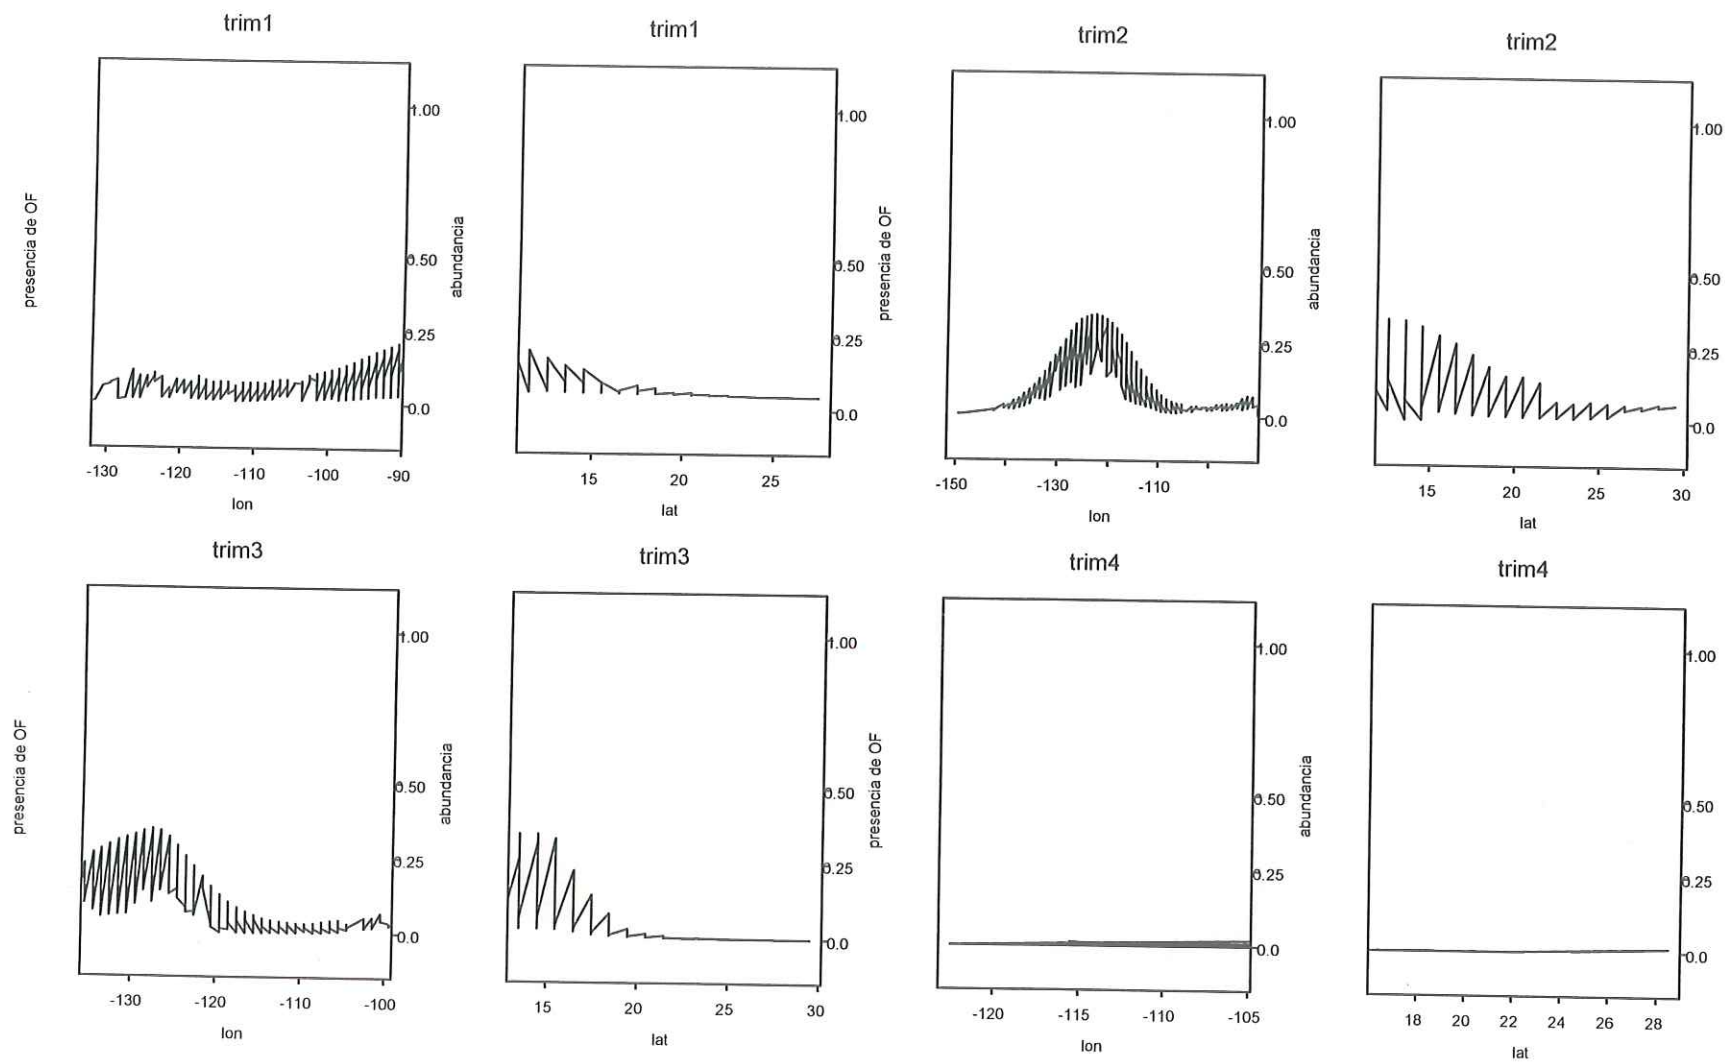 trim1
presencia de OF
1.00
0.50
0.25
0.0
-130 -120 -110 -100 -90
lon
trim1
abundancia
1.00
0.50
0.25
0.0
15 20 25
lat
trim2
presencia de OF
1.00
0.50
0.25
0.0
-150 -130 -110
lon
trim2
abundancia
1.00
0.50
0.25
0.0
15 20 25 30
lat
trim3
presencia de OF
1.00
0.50
0.25
0.0
-130 -120 -110 -100
lon
trim3
abundancia
1.00
0.50
0.25
0.0
15 20 25 30
lat
trim4
presencia de OF
1.00
0.50
0.25
0.0
-120 -115 -110 -105
lon
trim4
abundancia
1.00
0.50
0.25
0.0
18 20 22 24 26 28
lat